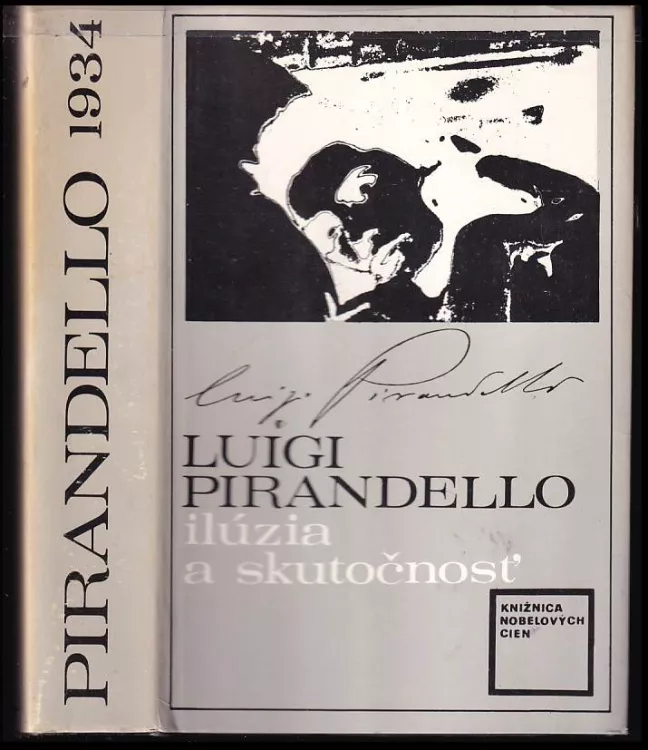 PIRANDELLO 1934
Luigi Pirandello
LUIGI
PIRANDELLO
ilúzia
a skutočnosť
KNIŽNICA
NOBELOVÝCH
CIEN